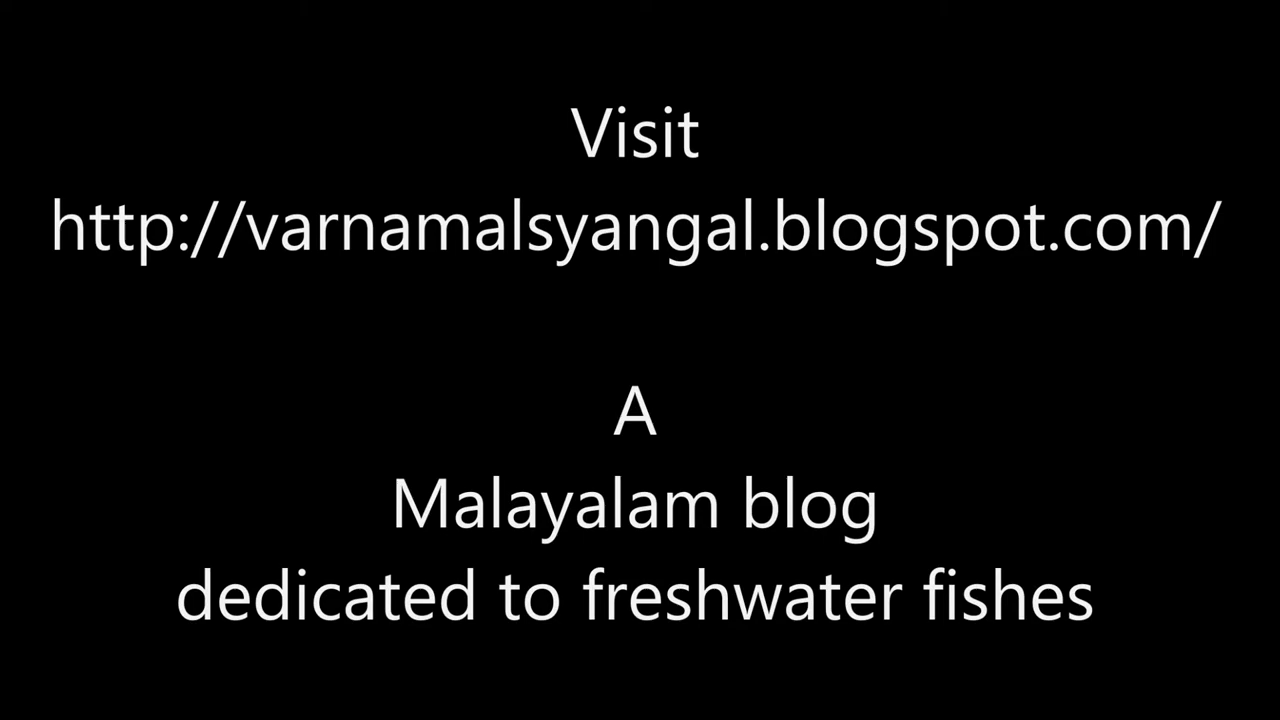 Visit
http://varnamalsyangal.blogspot.com/
A
Malayalam blog
dedicated to freshwater fishes